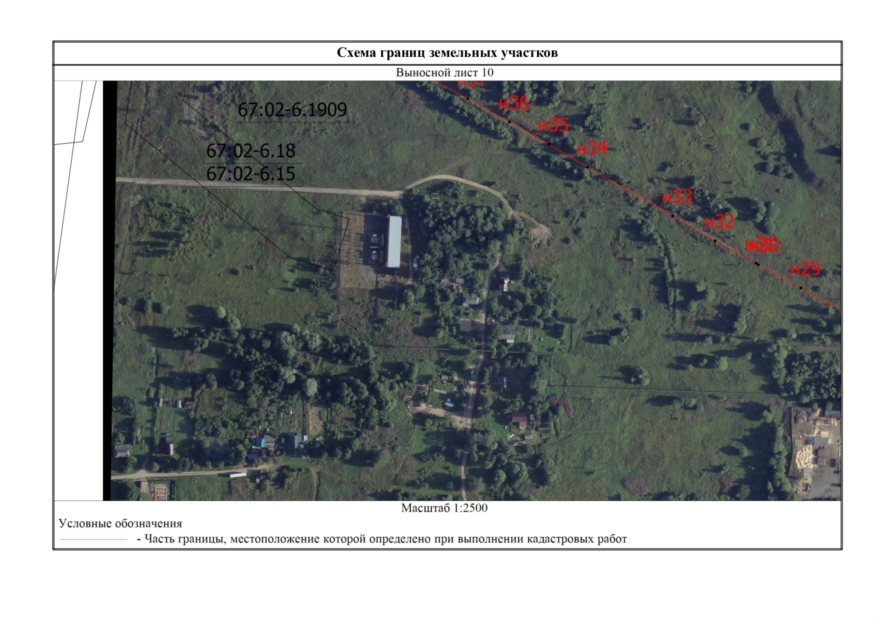 Схема границ земельных участков
Выносной лист 10
67:02-6.1909
н36
н35
67:02-6.18
н34
67:02-6.15
н33
н32
н29
Масштаб 1:2500
Условные обозначения
- Часть границы, местоположение которой определено при выполнении кадастровых работ